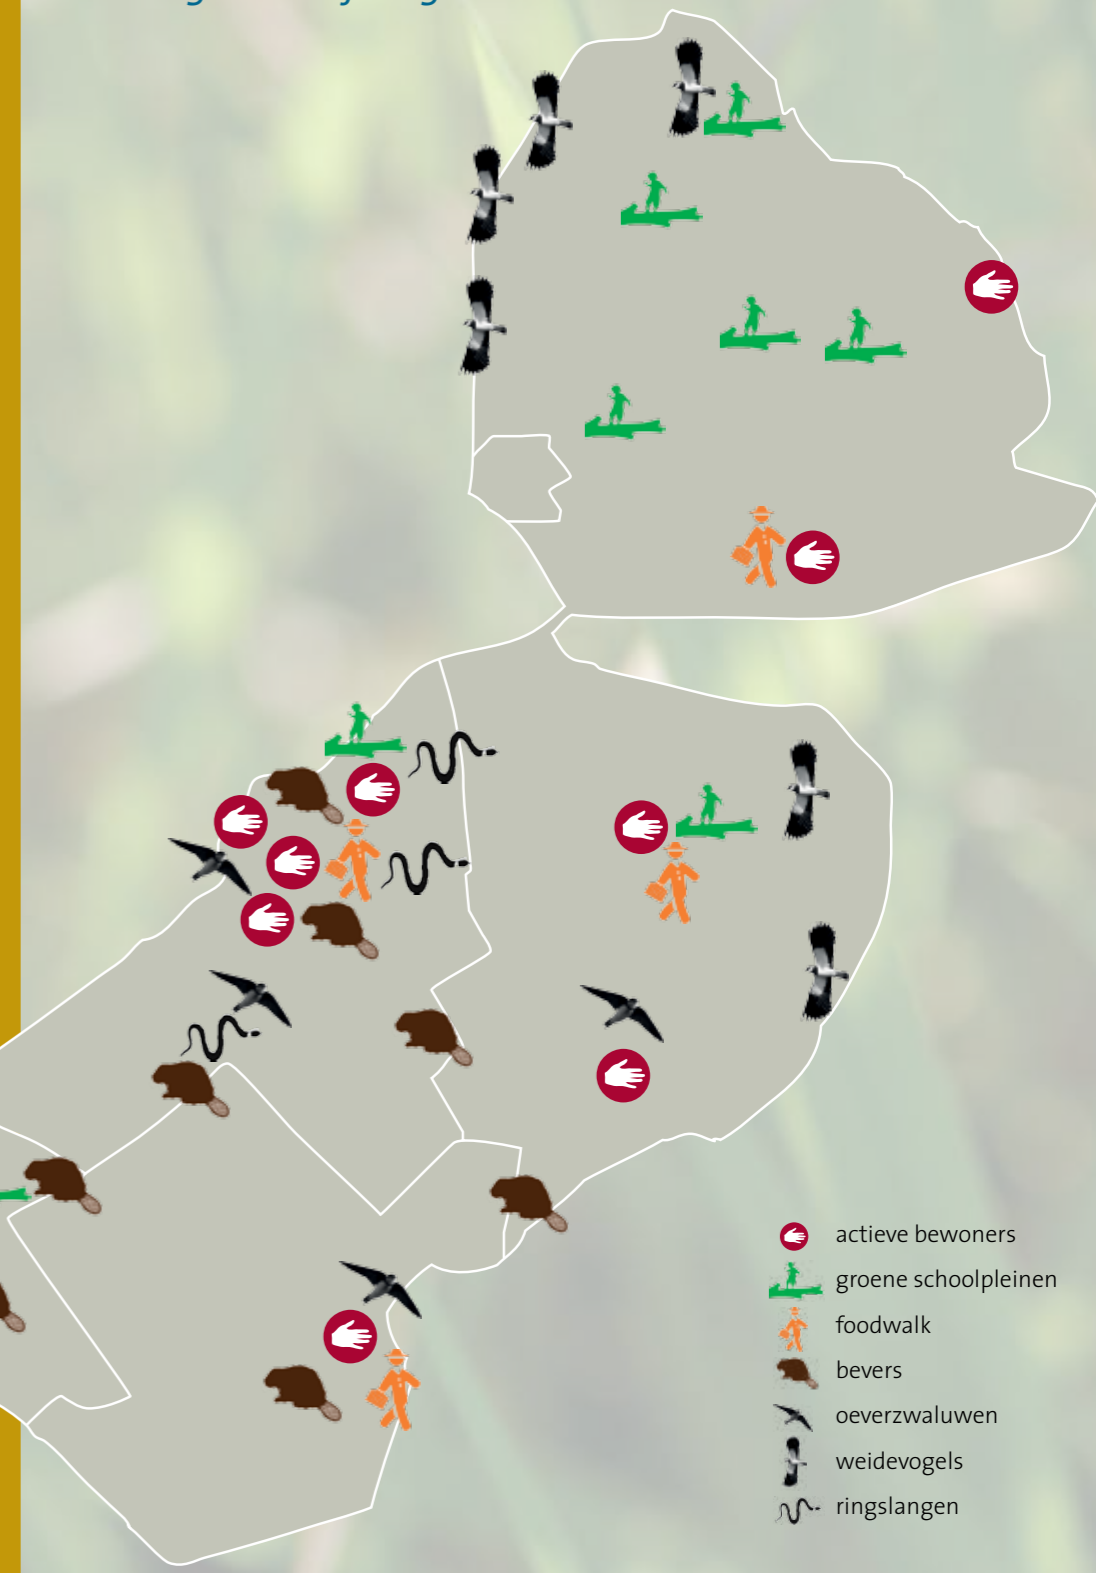 actieve bewoners
groene schoolpleinen
foodwalk
bevers
oeverzwaluwen
weidevogels
ringslangen